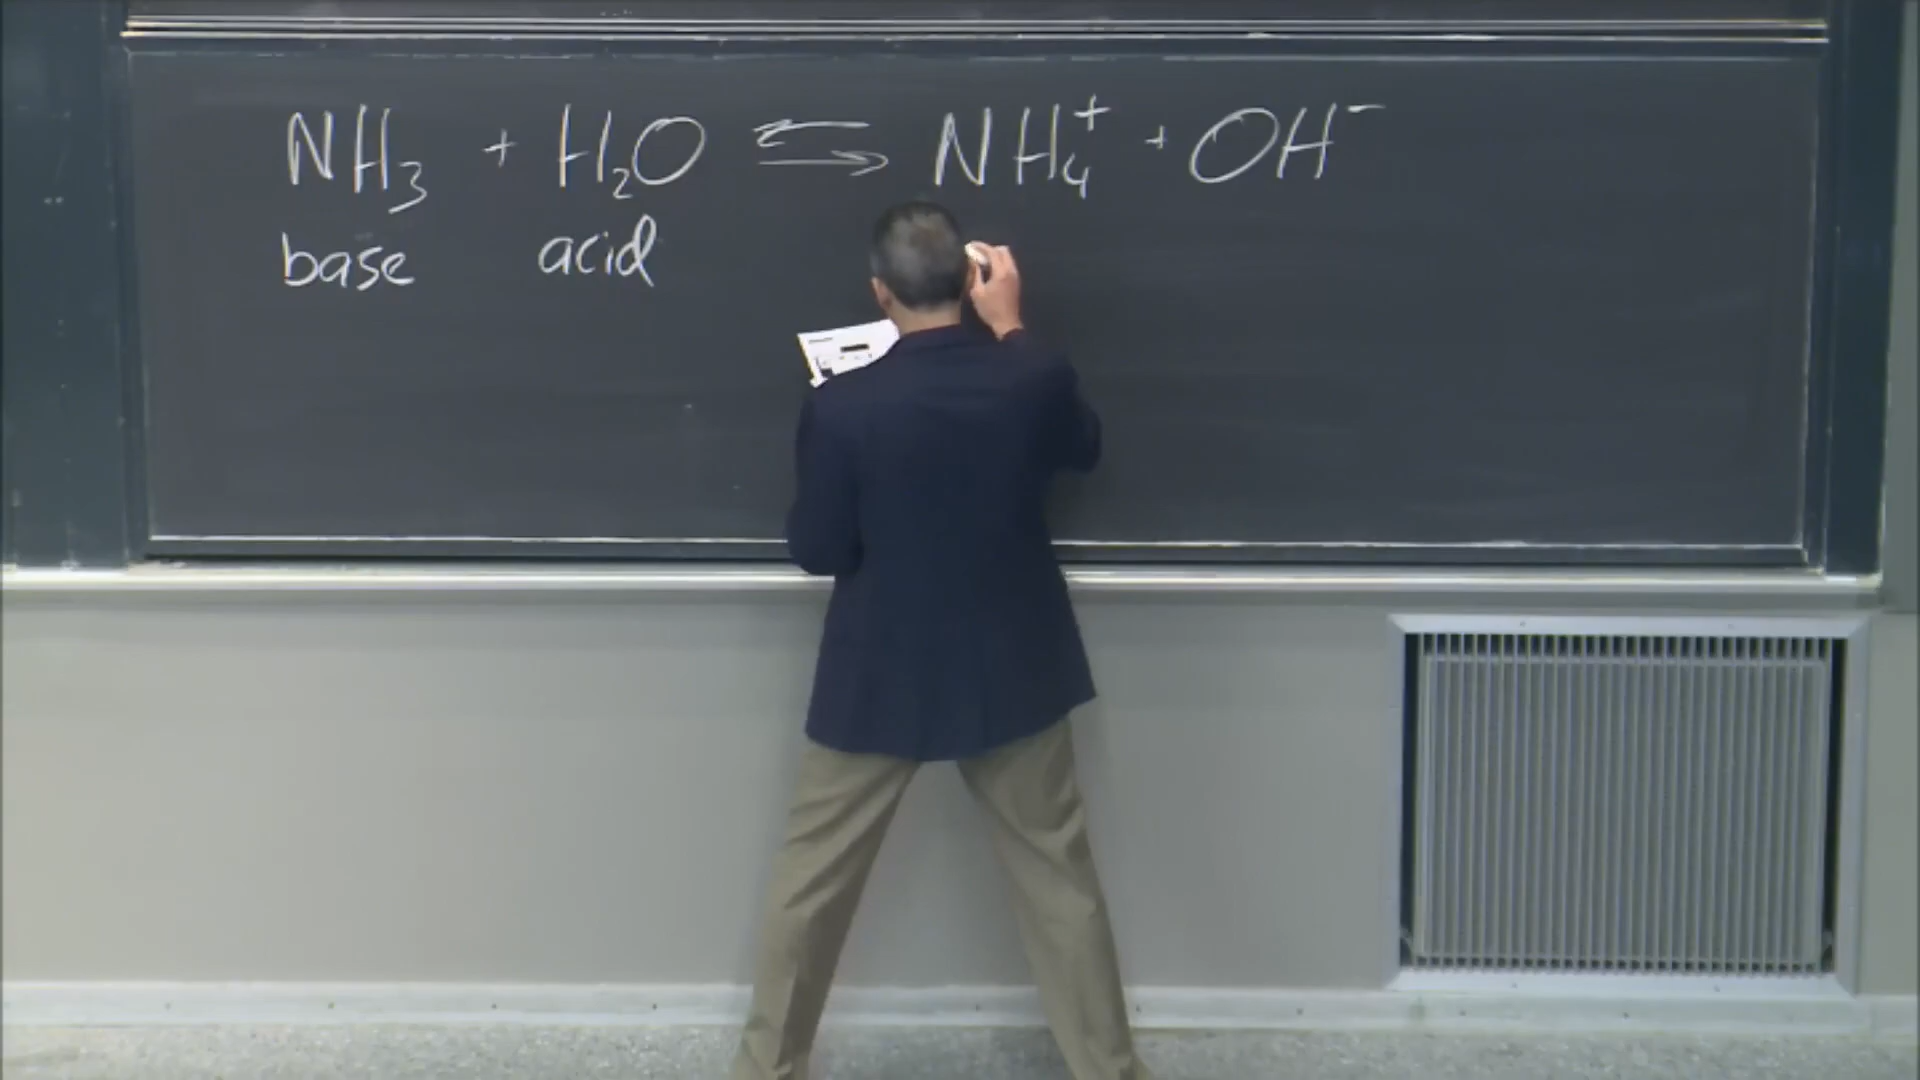 NH₃ + H₂O ⇌ NH₄⁺ + OH⁻
base acid